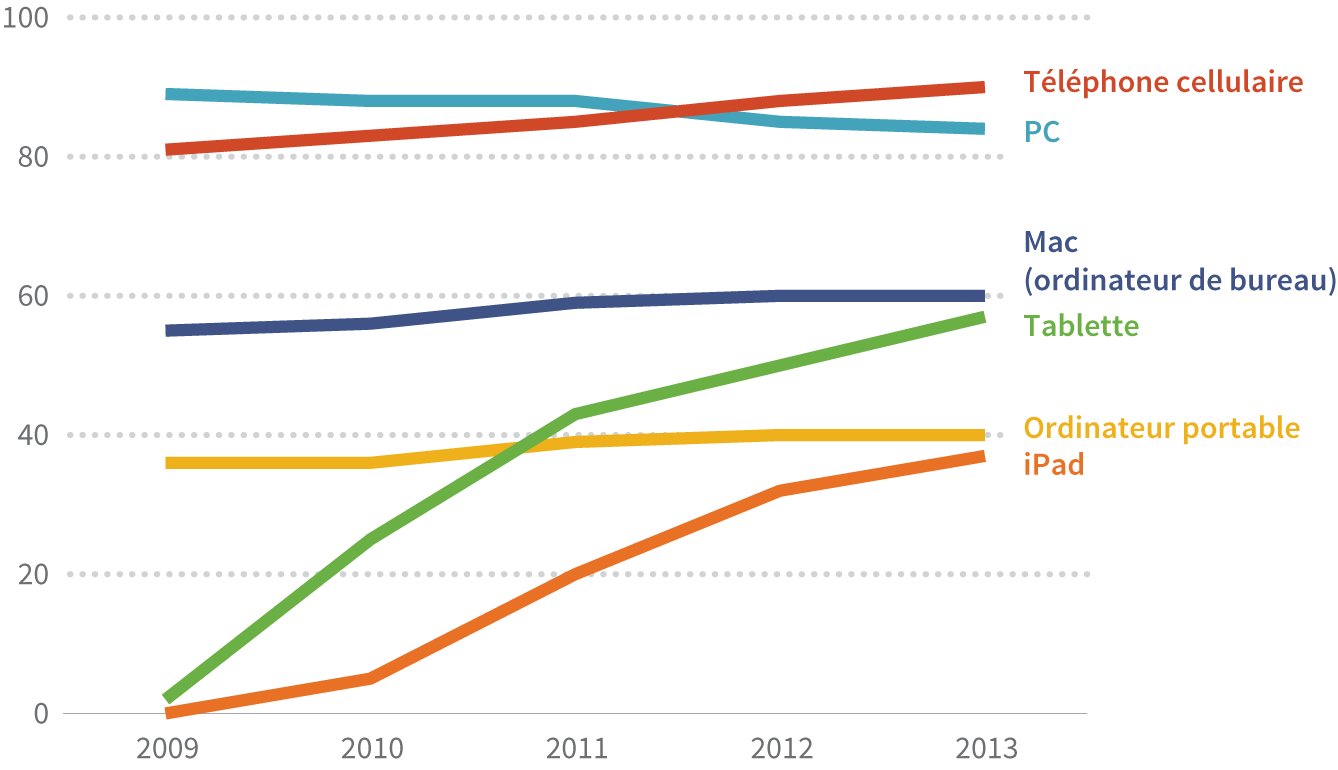 100
Téléphone cellulaire
PC
80
Mac
(ordinateur de bureau)
60
Tablette
40
Ordinateur portable
iPad
20
0
2009 2010 2011 2012 2013